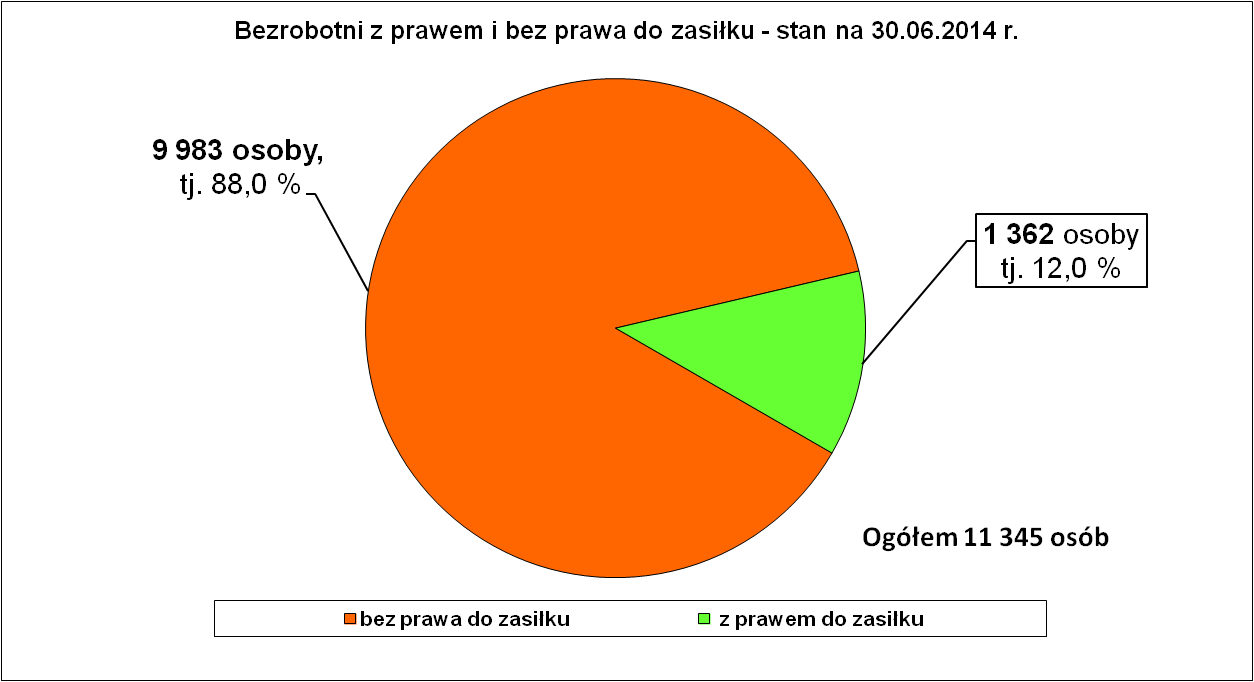 Bezrobotni z prawem i bez prawa do zasiłku - stan na 30.06.2014 r.
9 983 osoby,
tj. 88,0 %
1 362 osoby
tj. 12,0 %
Ogółem 11 345 osób
bez prawa do zasiłku
z prawem do zasiłku